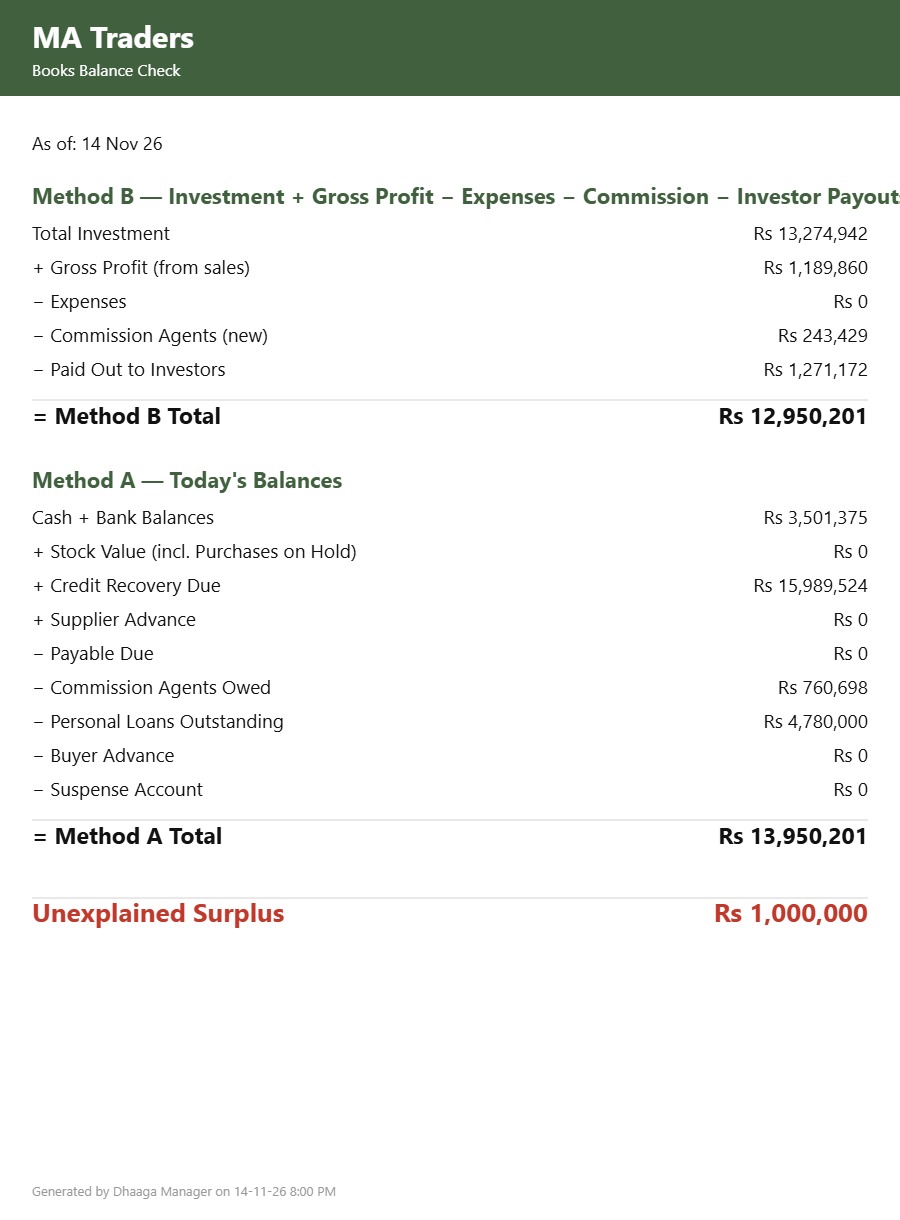 MA Traders
Books Balance Check
As of: 14 Nov 26
Method B — Investment + Gross Profit − Expenses − Commission − Investor Payouts
Total Investment Rs 13,274,942
+ Gross Profit (from sales) Rs 1,189,860
− Expenses Rs 0
− Commission Agents (new) Rs 243,429
− Paid Out to Investors Rs 1,271,172
= Method B Total Rs 12,950,201
Method A — Today's Balances
Cash + Bank Balances Rs 3,501,375
+ Stock Value (incl. Purchases on Hold) Rs 0
+ Credit Recovery Due Rs 15,989,524
+ Supplier Advance Rs 0
− Payable Due Rs 0
− Commission Agents Owed Rs 760,698
− Personal Loans Outstanding Rs 4,780,000
− Buyer Advance Rs 0
− Suspense Account Rs 0
= Method A Total Rs 13,950,201
Unexplained Surplus Rs 1,000,000
Generated by Dhaaga Manager on 14-11-26 8:00 PM